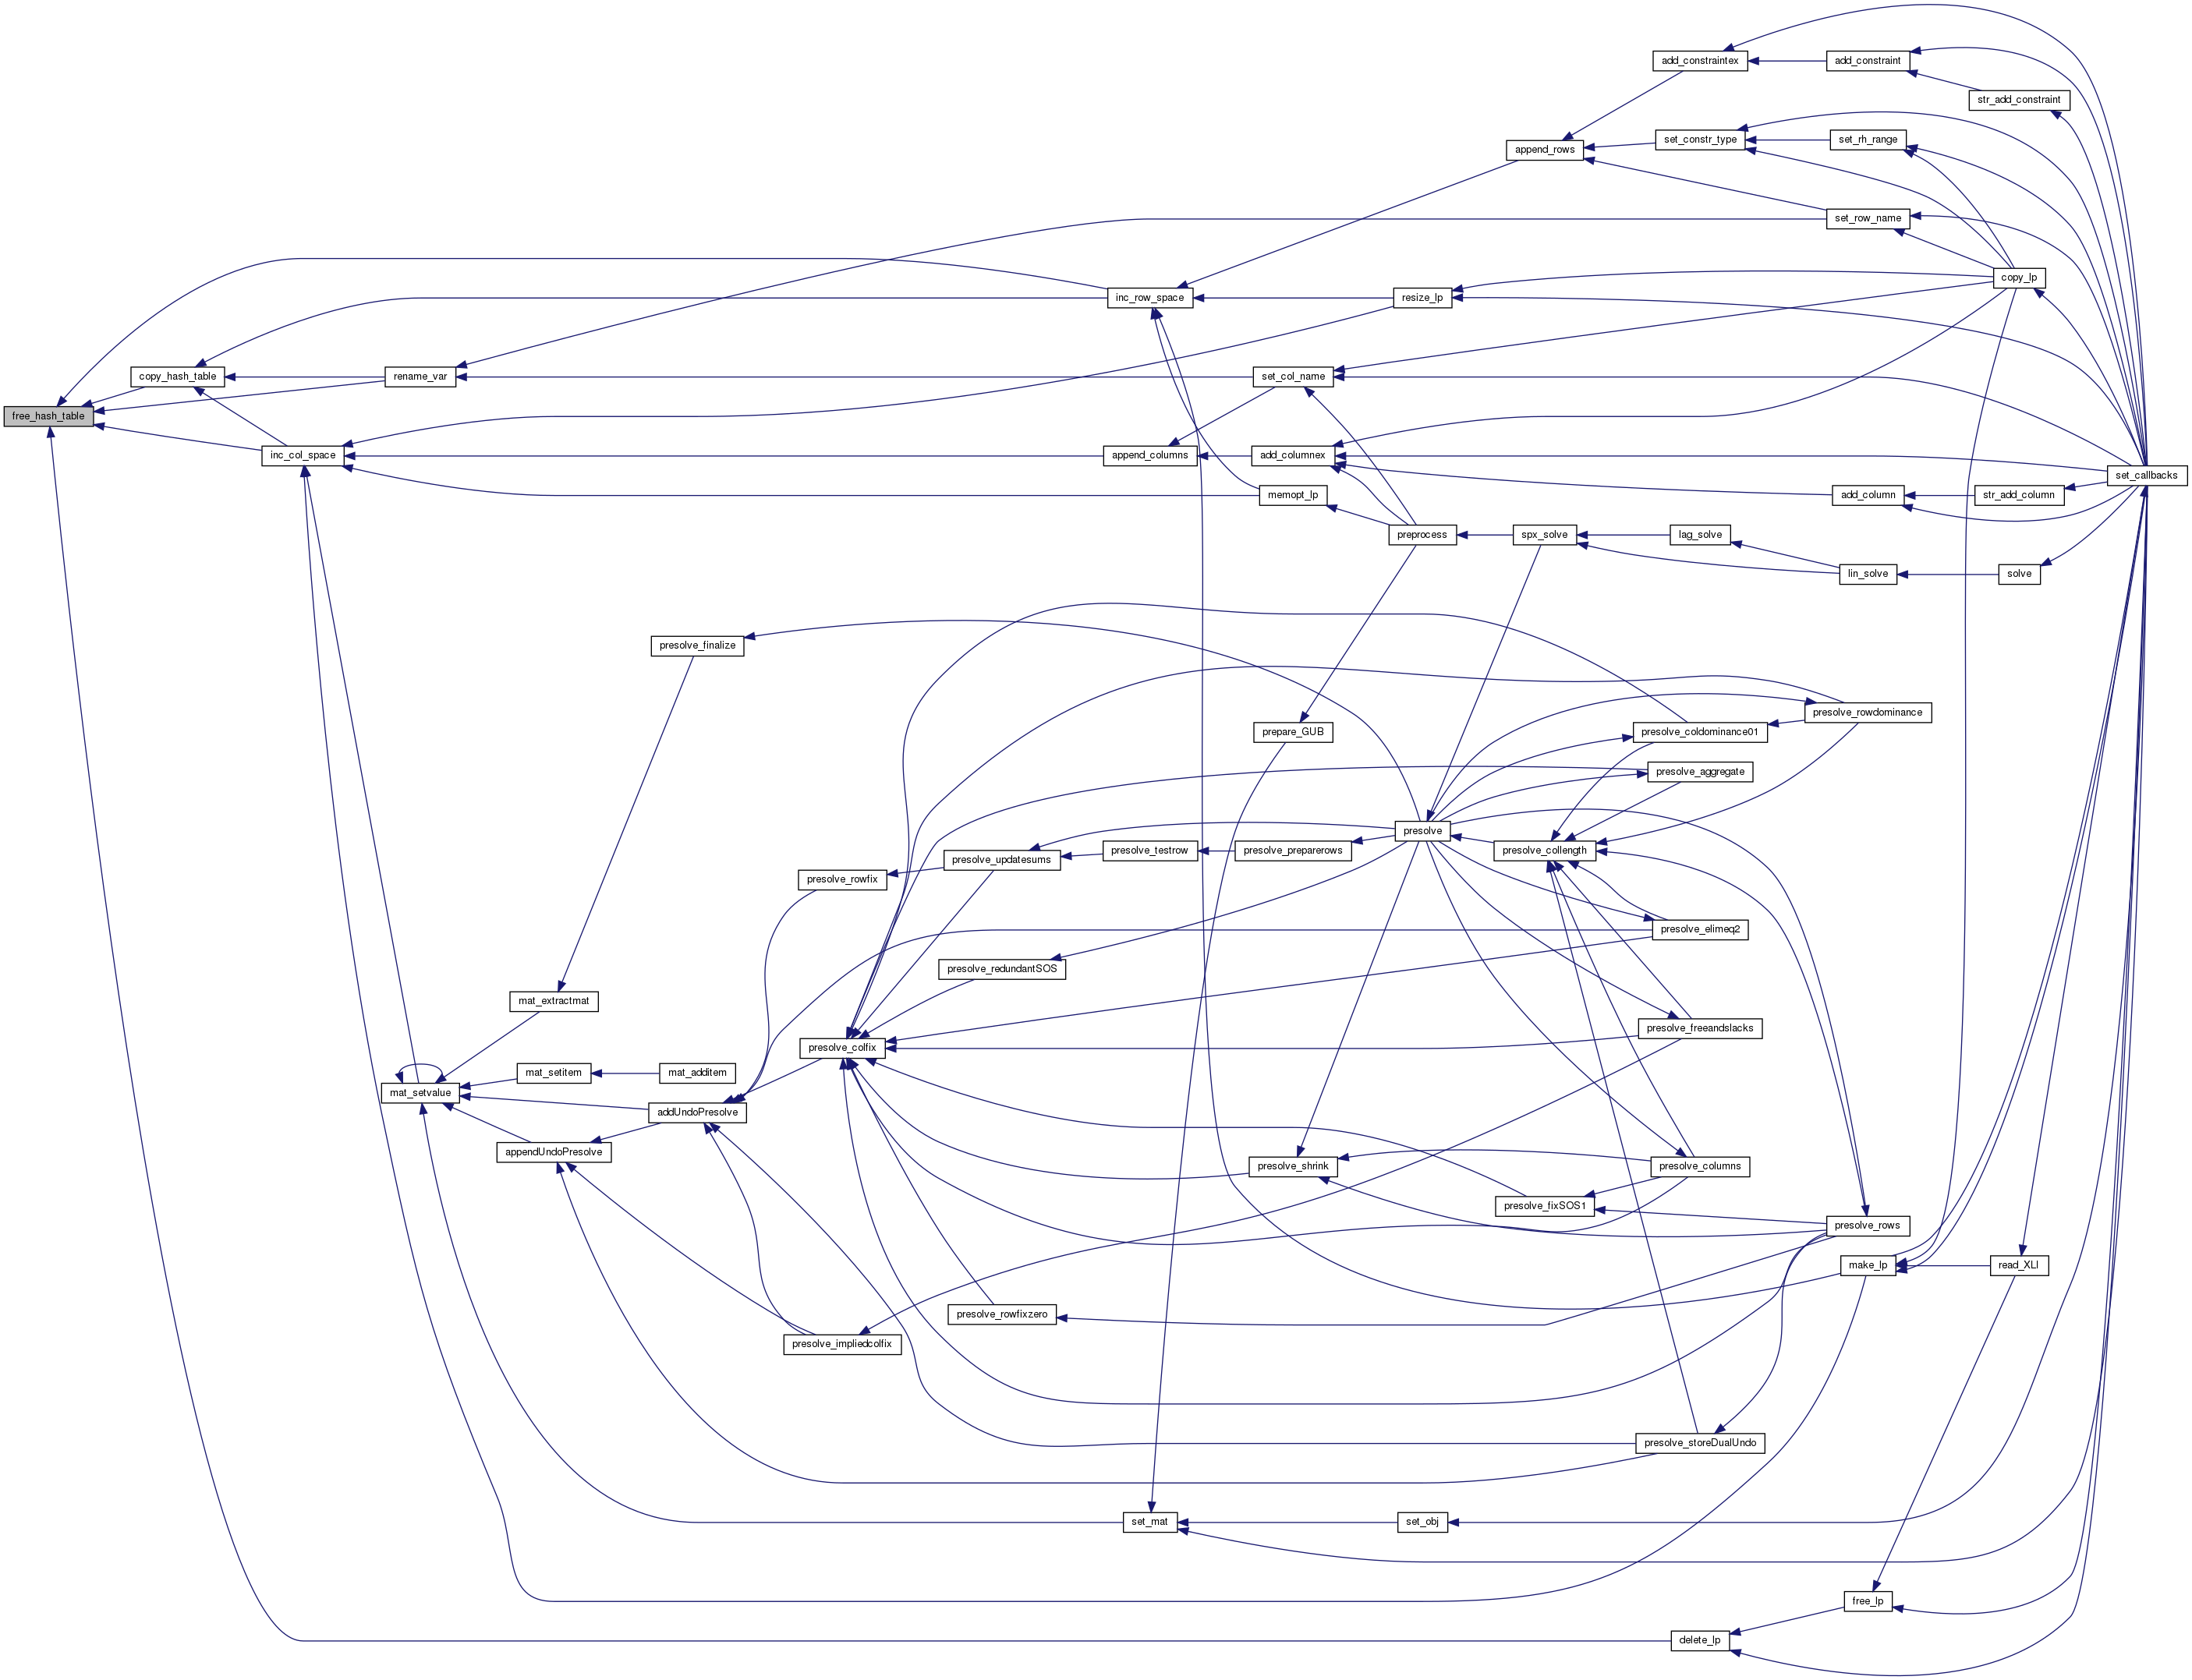 add_constraintex
add_constraint
str_add_constraint
append_rows
set_constr_type
set_rh_range
set_row_name
copy_lp
inc_row_space
resize_lp
copy_hash_table
rename_var
set_col_name
free_hash_table
inc_col_space
append_columns
add_columnex
set_callbacks
memopt_lp
add_column
str_add_column
preprocess
spx_solve
lag_solve
lin_solve
solve
presolve_finalize
presolve_rowdominance
prepare_GUB
presolve_coldominance01
presolve_aggregate
presolve
presolve_updatesums
presolve_testrow
presolve_preparerows
presolve_collength
presolve_rowfix
presolve_elimeq2
presolve_redundantSOS
mat_extractmat
presolve_freeandslacks
presolve_colfix
mat_setitem
mat_additem
mat_setvalue
addUndoPresolve
appendUndoPresolve
presolve_shrink
presolve_columns
presolve_fixSOS1
presolve_rows
make_lp
read_XLI
presolve_rowfixzero
presolve_impliedcolfix
presolve_storeDualUndo
set_mat
set_obj
free_lp
delete_lp